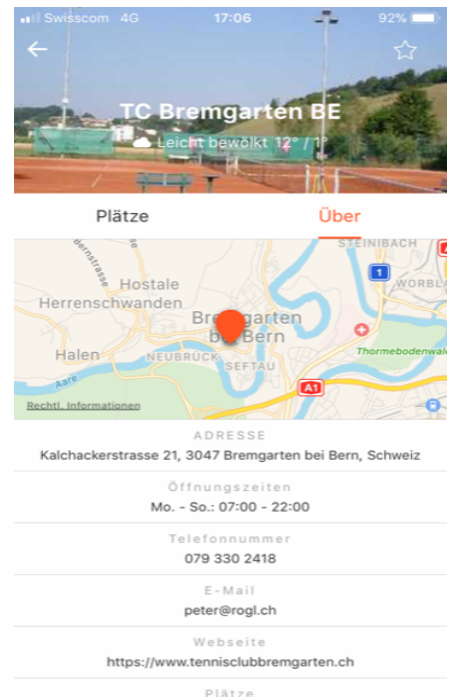 Swisscom 4G 17:06 92%
TC Bremgarten BE
Leicht bewölkt 12° / 1°
Plätze Über
STEINIBACH
Bernstrasse
1
WORBL
Hostale
Herrenschwanden
Bremgarten
bei Bern
Halen
NEUBRÜCK
SEFTAU
Thormebodenwald
Aare
A1
Rechtl. Informationen
ADRESSE
Kalchackerstrasse 21, 3047 Bremgarten bei Bern, Schweiz
Öffnungszeiten
Mo. - So.: 07:00 - 22:00
Telefonnummer
079 330 2418
E-Mail
peter@rogl.ch
Webseite
https://www.tennisclubbremgarten.ch
Plätze